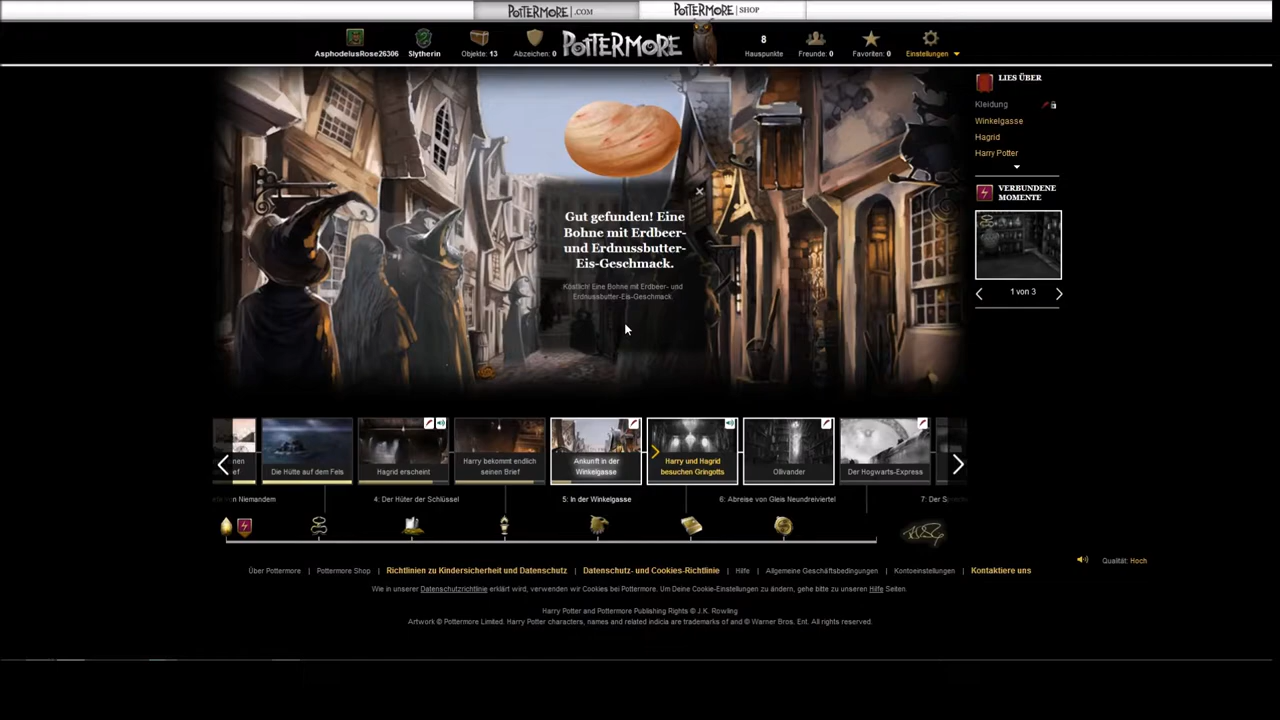 POTTERMORE .COM
POTTERMORE SHOP
AsphodelusRose26306
Slytherin
Objekte: 13
Abzeichen: 0
POTTERMORE
8
Hauspunkte
Freunde: 0
Favoriten: 0
Einstellungen
LIES ÜBER
Kleidung
Winkelgasse
Hagrid
Harry Potter
VERBUNDENE
MOMENTE
1 von 3
Gut gefunden! Eine
Bohne mit Erdbeer-
und Erdnussbutter-
Eis-Geschmack.
Köstlich! Eine Bohne mit Erdbeer- und
Erdnussbutter-Eis-Geschmack.
Die Hütte auf dem Fels
Hagrid erscheint
Harry bekommt endlich
seinen Brief
Ankunft in der
Winkelgasse
Harry und Hagrid
besuchen Gringotts
Ollivander
Der Hogwarts-Express
Niemandem
4: Der Hüter der Schlüssel
5: In der Winkelgasse
6: Abreise von Gleis Neundreiviertel
7: Der
Qualität: Hoch
Über Pottermore | Pottermore Shop | Richtlinien zu Kindersicherheit und Datenschutz | Datenschutz- und Cookies-Richtlinie | Hilfe | Allgemeine Geschäftsbedingungen | Kontoeinstellungen | Kontaktiere uns
Wie in unserer Datenschutzrichtlinie erklärt wird, verwenden wir Cookies bei Pottermore. Um Deine Cookie-Einstellungen zu ändern, gehe bitte zu unseren Hilfe Seiten.
Harry Potter and Pottermore Publishing Rights © J.K. Rowling
Artwork © Pottermore Limited. Harry Potter characters, names and related indicia are trademarks of and © Warner Bros. Ent. All rights reserved.